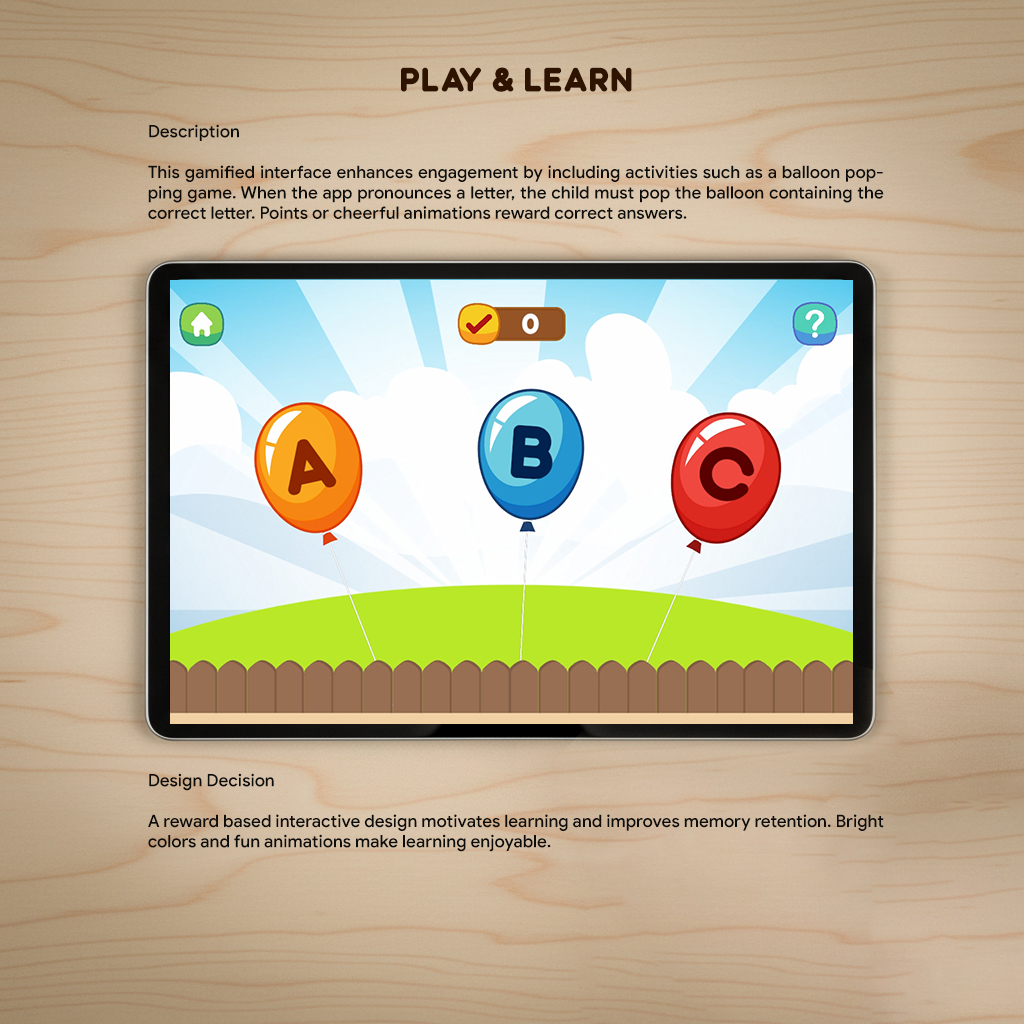 PLAY & LEARN
Description
This gamified interface enhances engagement by including activities such as a balloon pop-
ping game. When the app pronounces a letter, the child must pop the balloon containing the
correct letter. Points or cheerful animations reward correct answers.
0
?
A
B
C
Design Decision
A reward based interactive design motivates learning and improves memory retention. Bright
colors and fun animations make learning enjoyable.